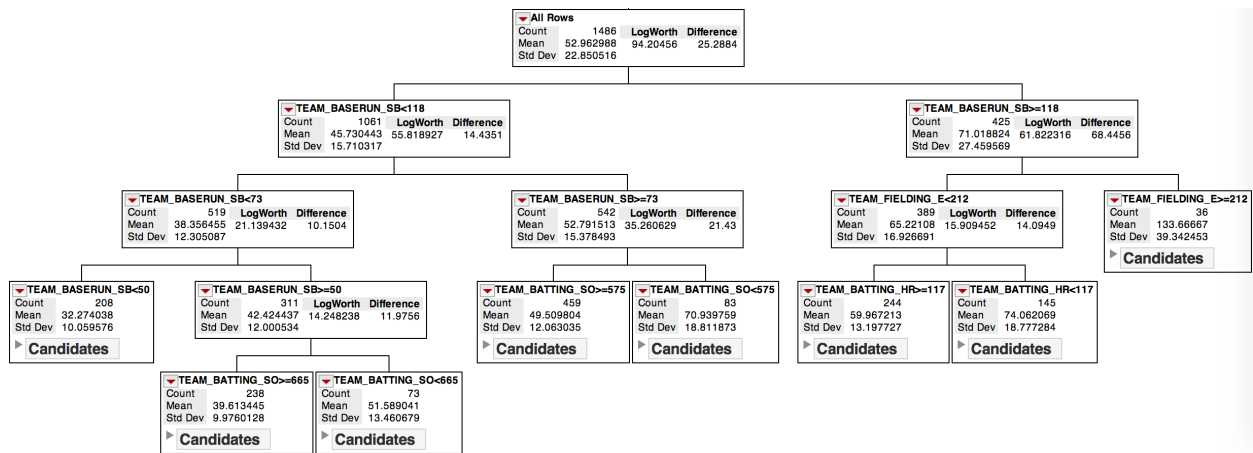 All Rows
Count 1486 LogWorth Difference
Mean 52.962988 94.20456 25.2884
Std Dev 22.850516
TEAM_BASERUN_SB<118
Count 1061 LogWorth Difference
Mean 45.730443 55.818927 14.4351
Std Dev 15.710317
TEAM_BASERUN_SB>=118
Count 425 LogWorth Difference
Mean 71.018824 61.822316 68.4456
Std Dev 27.459569
TEAM_BASERUN_SB<73
Count 519 LogWorth Difference
Mean 38.356455 21.139432 10.1504
Std Dev 12.305087
TEAM_BASERUN_SB>=73
Count 542 LogWorth Difference
Mean 52.791513 35.260629 21.43
Std Dev 15.378493
TEAM_FIELDING_E<212
Count 389 LogWorth Difference
Mean 65.22108 15.909452 14.0949
Std Dev 16.926691
TEAM_FIELDING_E>=212
Count 36
Mean 133.66667
Std Dev 39.342453
Candidates
TEAM_BASERUN_SB<50
Count 208
Mean 32.274038
Std Dev 10.059576
Candidates
TEAM_BASERUN_SB>=50
Count 311 LogWorth Difference
Mean 42.424437 14.248238 11.9756
Std Dev 12.000534
TEAM_BATTING_SO>=575
Count 459
Mean 49.509804
Std Dev 12.063035
Candidates
TEAM_BATTING_SO<575
Count 83
Mean 70.939759
Std Dev 18.811873
Candidates
TEAM_BATTING_HR>=117
Count 244
Mean 59.967213
Std Dev 13.197727
Candidates
TEAM_BATTING_HR<117
Count 145
Mean 74.062069
Std Dev 18.777284
Candidates
TEAM_BATTING_SO>=665
Count 238
Mean 39.613445
Std Dev 9.9760128
Candidates
TEAM_BATTING_SO<665
Count 73
Mean 51.589041
Std Dev 13.460679
Candidates